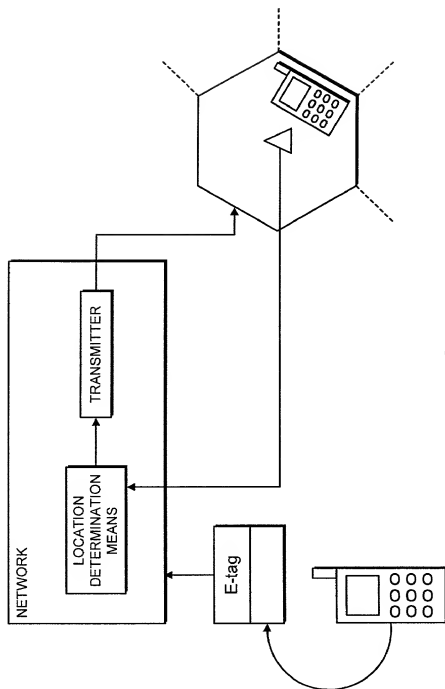 NETWORK
LOCATION
DETERMINATION
MEANS
TRANSMITTER
E-tag